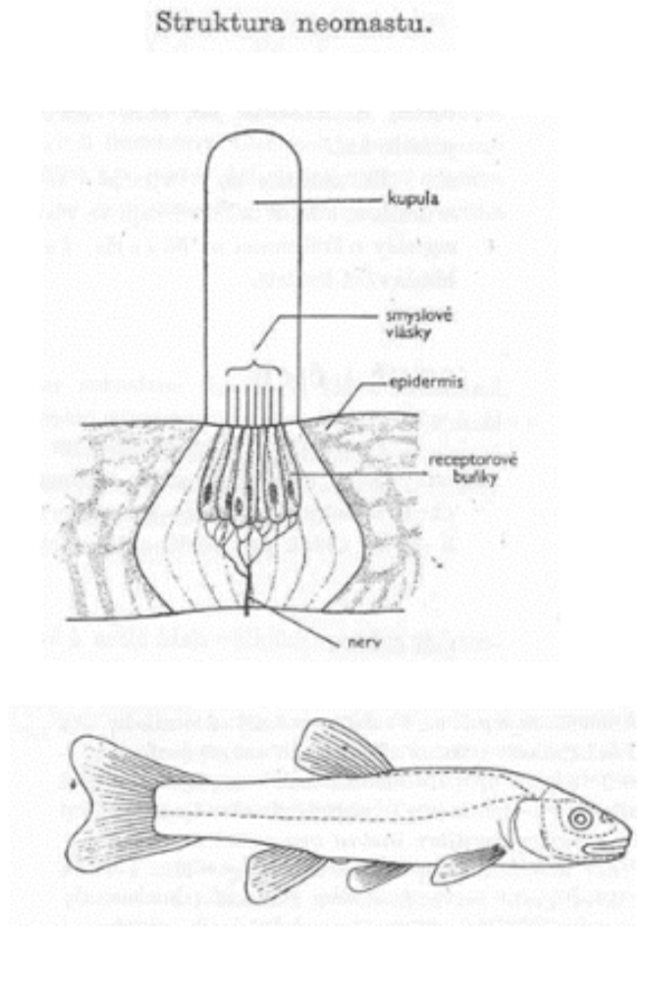 Struktura neomastu.
kupula
smyslové
vlásky
epidermis
receptorové
buňky
nerv